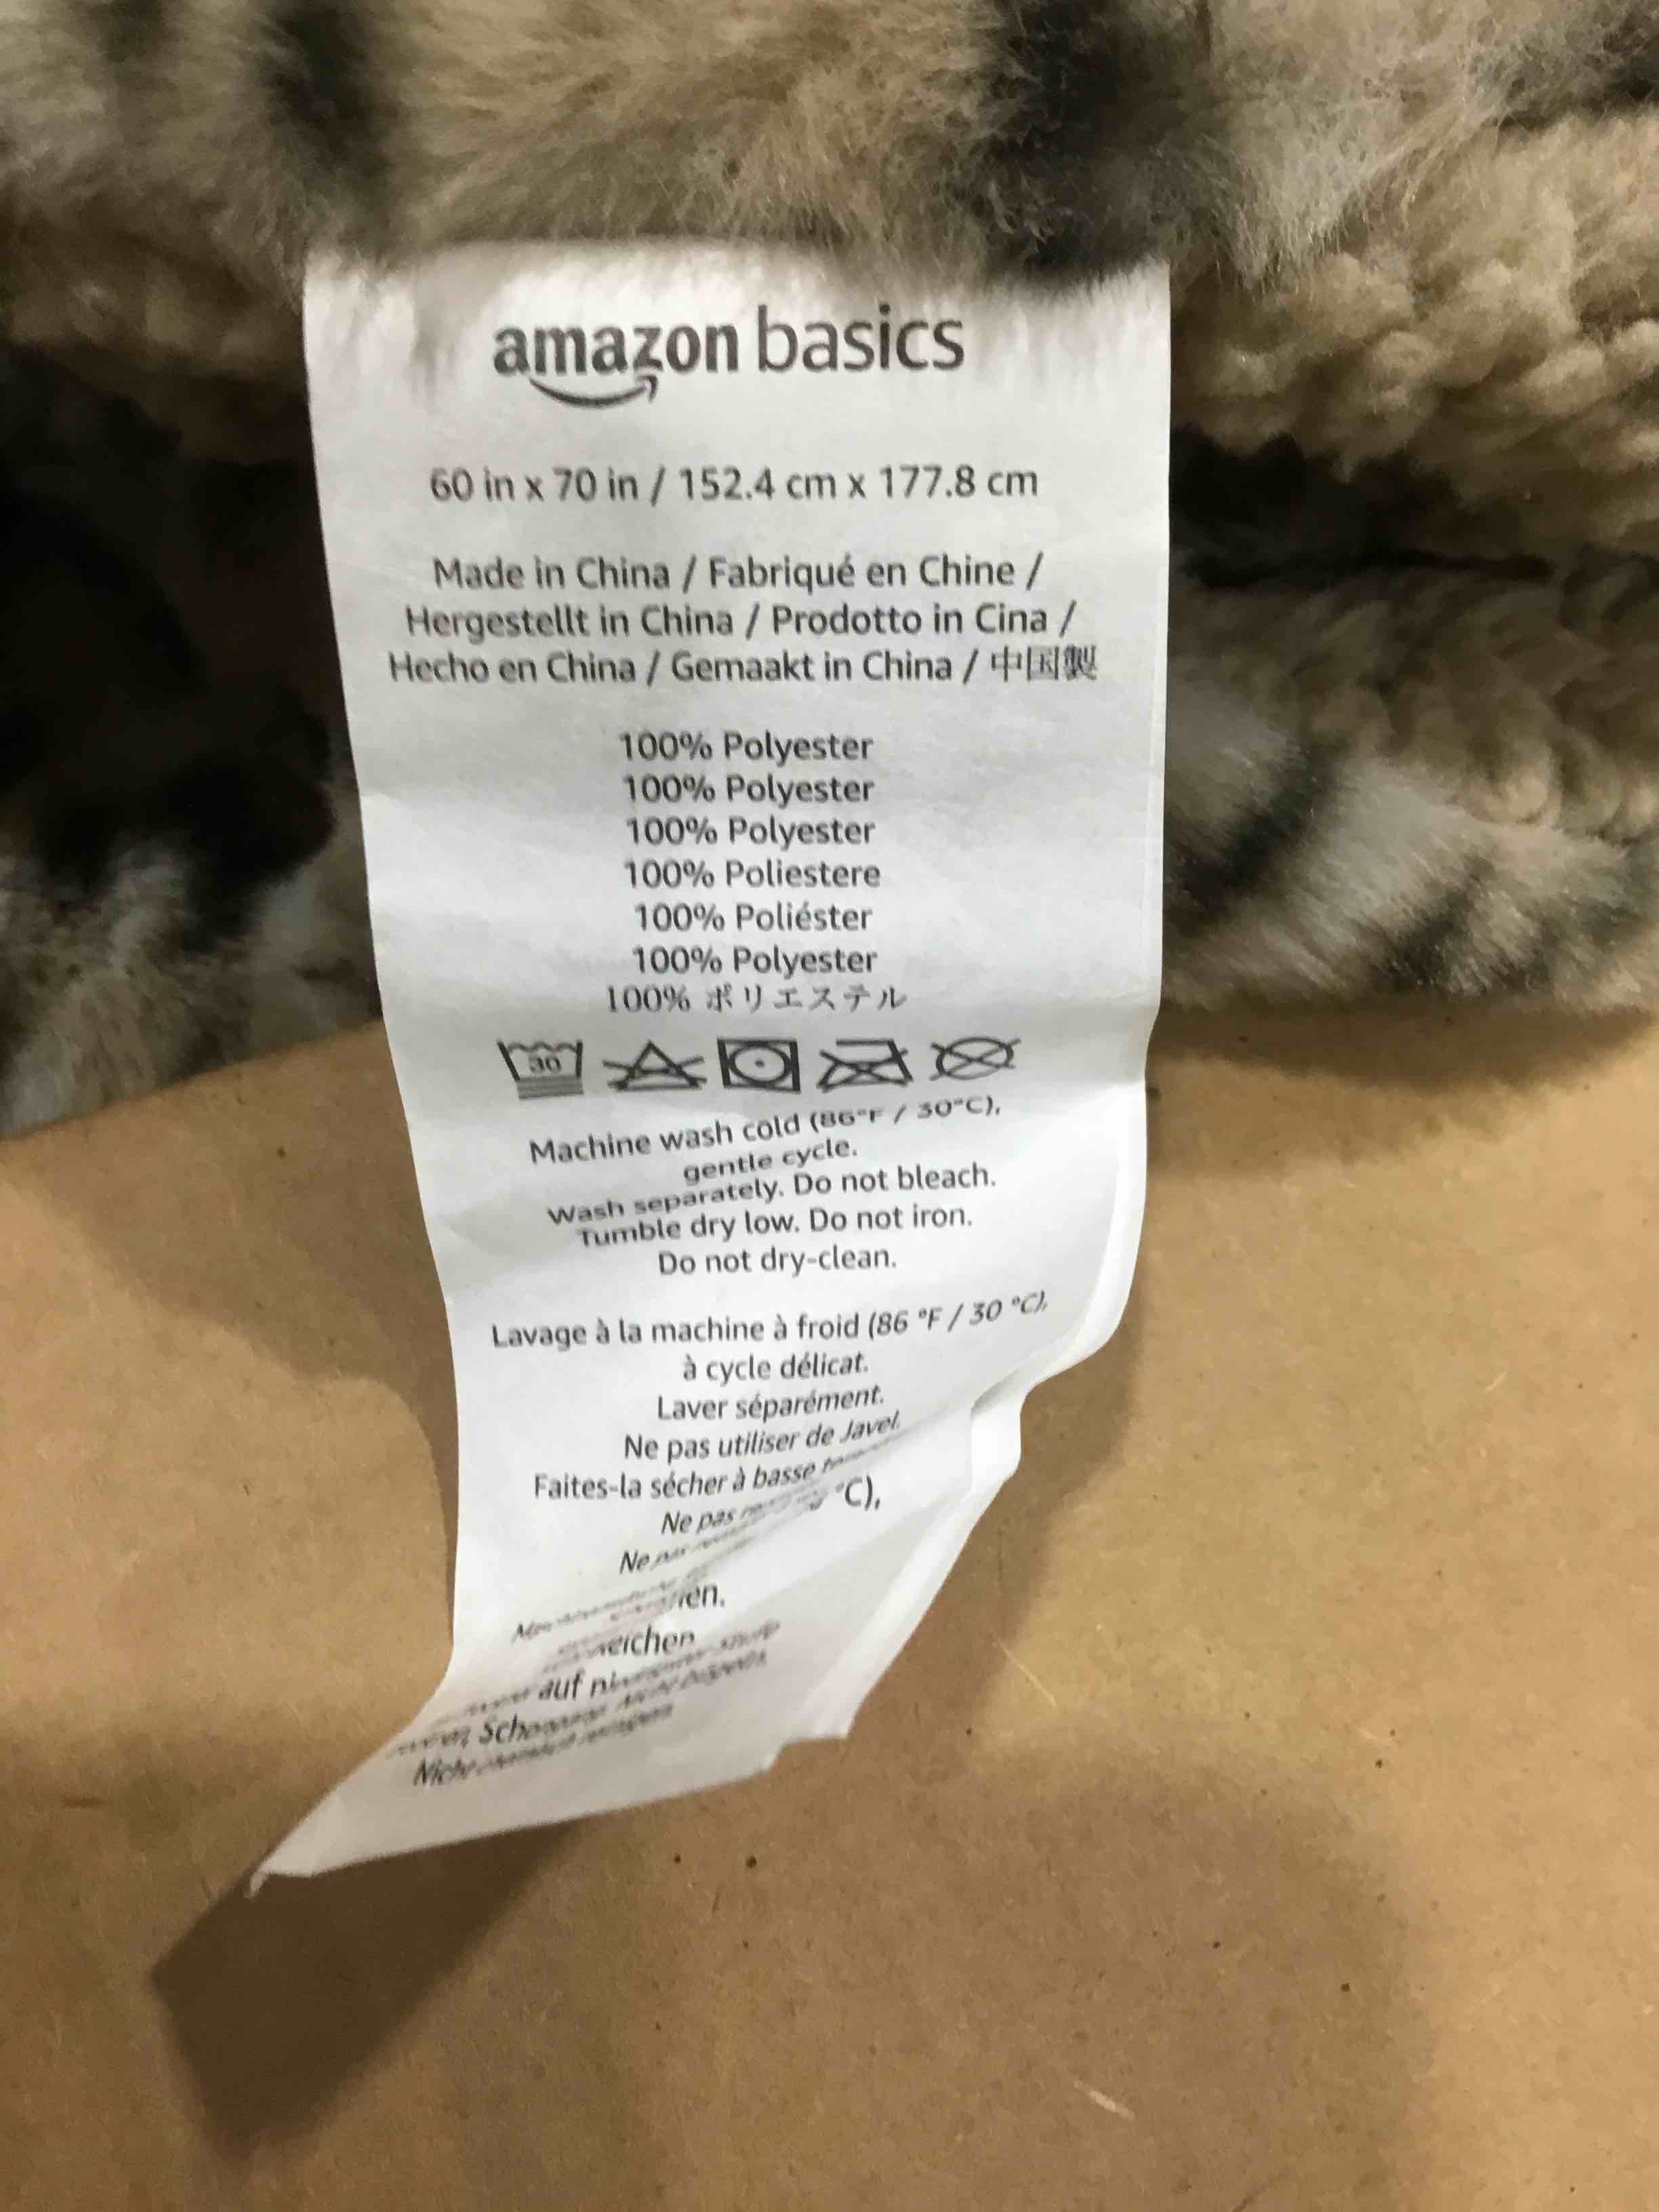 amazon basics
60 in x 70 in / 152.4 cm x 177.8 cm
Made in China / Fabriqué en Chine /
Hergestellt in China / Prodotto in Cina /
Hecho en China / Gemaakt in China / 中国製
100% Polyester
100% Polyester
100% Polyester
100% Poliestere
100% Poliéster
100% Polyester
100% ポリエステル
30
Machine wash cold (86°F / 30°C),
gentle cycle.
Wash separately. Do not bleach.
Tumble dry low. Do not iron.
Do not dry-clean.
Lavage à la machine à froid (86 °F / 30 °C),
à cycle délicat.
Laver séparément.
Ne pas utiliser de Javel.
Faites-la sécher à basse
Ne pas
Ne pas
°C),
auf